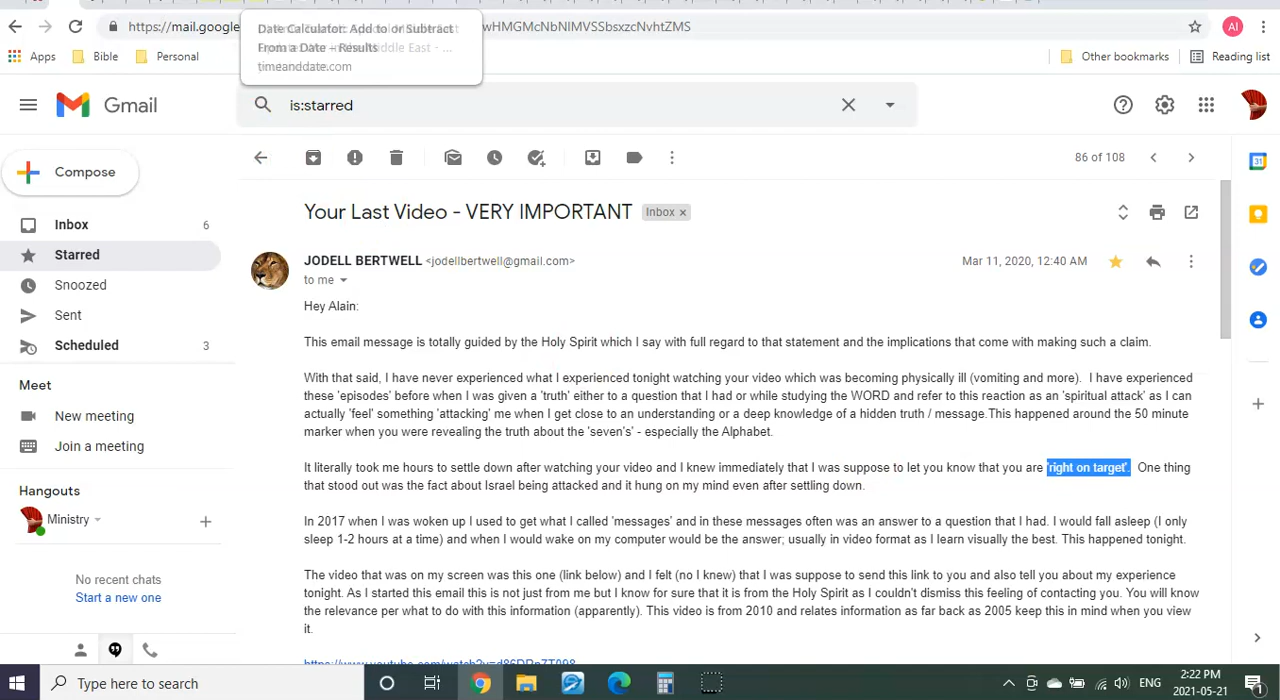 https://mail.google
wHMGMcNbNlMVSSbsxzcNvhtZMS
Date Calculator: Add to or Subtract
From a Date – Results
timeanddate.com
Apps
Bible
Personal
Other bookmarks
Reading list
Gmail
is:starred
Compose
86 of 108
Your Last Video - VERY IMPORTANT
Inbox ×
Inbox 6
Starred
Snoozed
Sent
Scheduled 3
Meet
New meeting
Join a meeting
Hangouts
Ministry
No recent chats
Start a new one
JODELL BERTWELL <jodellbertwell@gmail.com>
Mar 11, 2020, 12:40 AM
to me
Hey Alain:
This email message is totally guided by the Holy Spirit which I say with full regard to that statement and the implications that come with making such a claim.
With that said, I have never experienced what I experienced tonight watching your video which was becoming physically ill (vomiting and more).  I have experienced
these 'episodes' before when I was given a 'truth' either to a question that I had or while studying the WORD and refer to this reaction as an 'spiritual attack' as I can
actually 'feel' something 'attacking' me when I get close to an understanding or a deep knowledge of a hidden truth / message.This happened around the 50 minute
marker when you were revealing the truth about the 'seven's' - especially the Alphabet.
It literally took me hours to settle down after watching your video and I knew immediately that I was suppose to let you know that you are 'right on target'.  One thing
that stood out was the fact about Israel being attacked and it hung on my mind even after settling down.
In 2017 when I was woken up I used to get what I called 'messages' and in these messages often was an answer to a question that I had. I would fall asleep (I only
sleep 1-2 hours at a time) and when I would wake on my computer would be the answer; usually in video format as I learn visually the best. This happened tonight.
The video that was on my screen was this one (link below) and I felt (no I knew) that I was suppose to send this link to you and also tell you about my experience
tonight. As I started this email this is not just from me but I know for sure that it is from the Holy Spirit as I couldn't dismiss this feeling of contacting you. You will know
the relevance per what to do with this information (apparently). This video is from 2010 and relates information as far back as 2005 keep this in mind when you view
it.
Type here to search
ENG
2:22 PM
2021-05-21